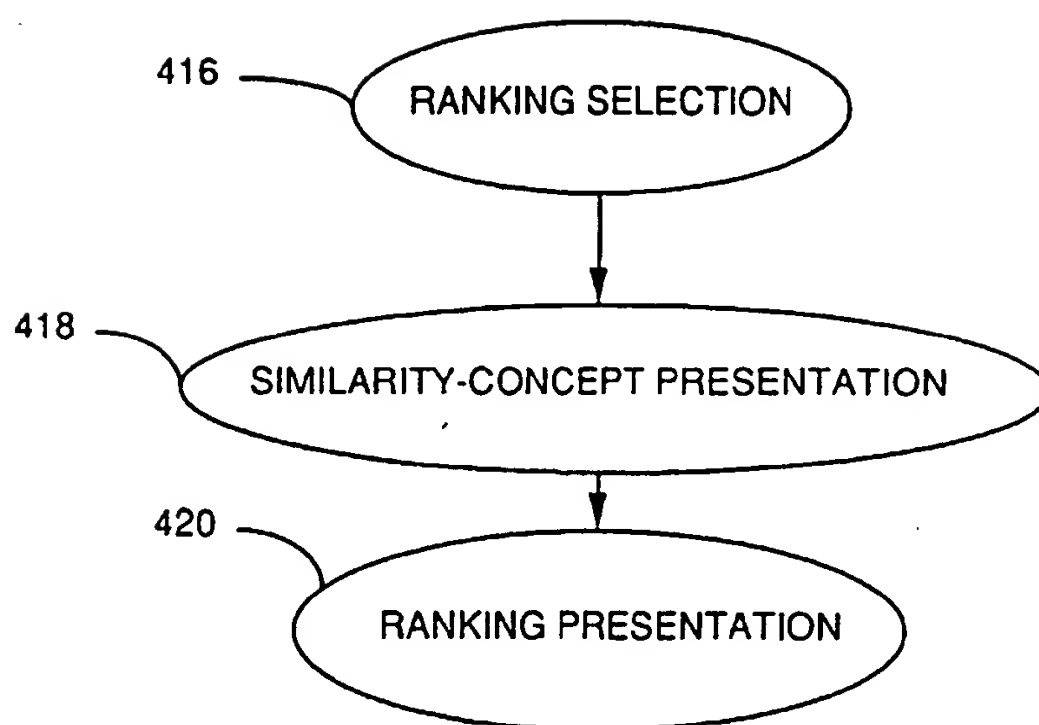 416
RANKING SELECTION
418
SIMILARITY-CONCEPT PRESENTATION
420
RANKING PRESENTATION